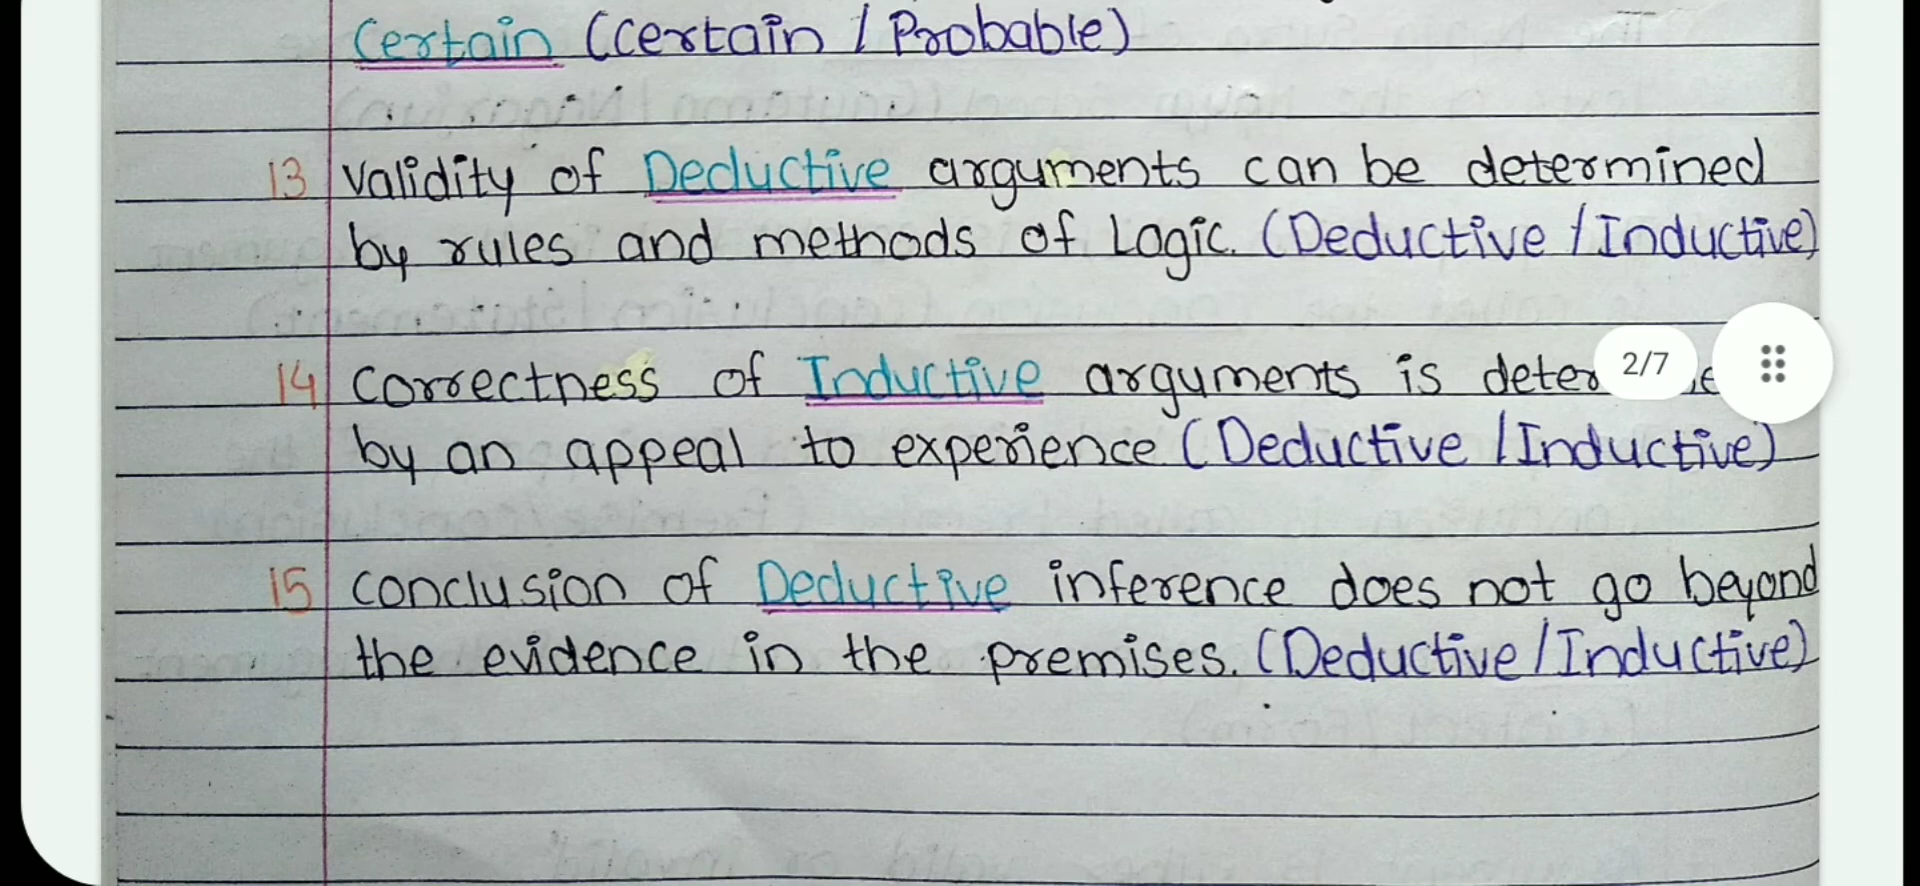 Certain (Certain / Probable)
13 Validity of Deductive arguments can be determined
by rules and methods of Logic. (Deductive / Inductive)
14 Correctness of Inductive arguments is
by an appeal to experience (Deductive / Inductive)
2/7
15 Conclusion of Deductive inference does not go beyond
the evidence in the premises. (Deductive / Inductive)